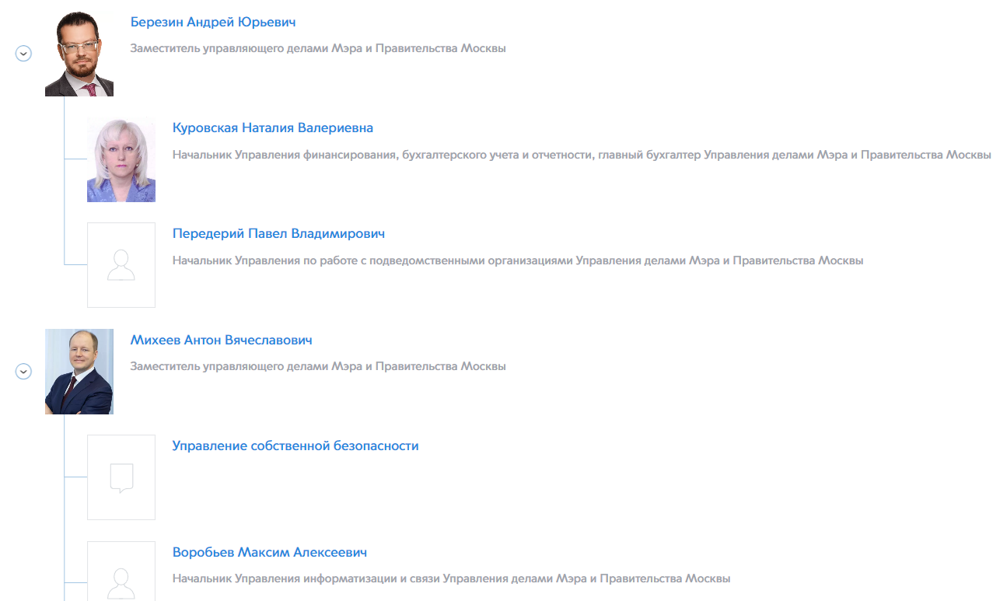 Березин Андрей Юрьевич
Заместитель управляющего делами Мэра и Правительства Москвы
Куровская Наталия Валериевна
Начальник Управления финансирования, бухгалтерского учета и отчетности, главный бухгалтер Управления делами Мэра и Правительства Москвы
Передерий Павел Владимирович
Начальник Управления по работе с подведомственными организациями Управления делами Мэра и Правительства Москвы
Михеев Антон Вячеславович
Заместитель управляющего делами Мэра и Правительства Москвы
Управление собственной безопасности
Воробьев Максим Алексеевич
Начальник Управления информатизации и связи Управления делами Мэра и Правительства Москвы